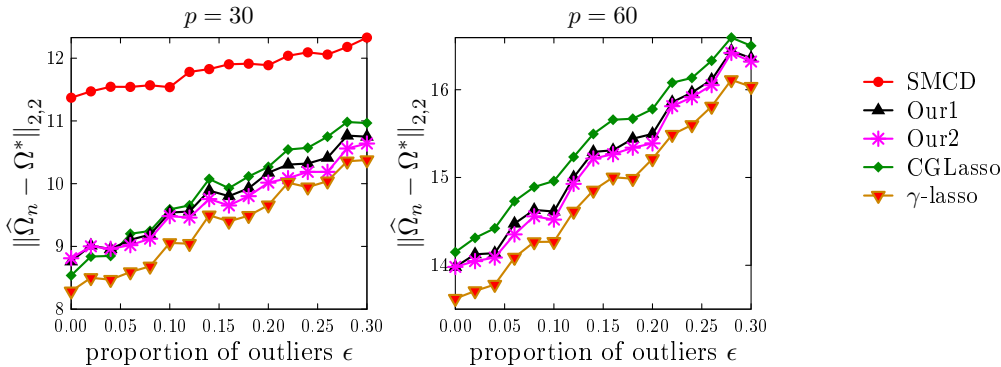 p = 30
12
11
10
9
8
0.00 0.05 0.10 0.15 0.20 0.25 0.30
proportion of outliers ϵ
‖Ω̂ₙ − Ω*‖₂,₂
p = 60
16
15
14
0.00 0.05 0.10 0.15 0.20 0.25 0.30
proportion of outliers ϵ
‖Ω̂ₙ − Ω*‖₂,₂
SMCD
Our1
Our2
CGLasso
γ-lasso